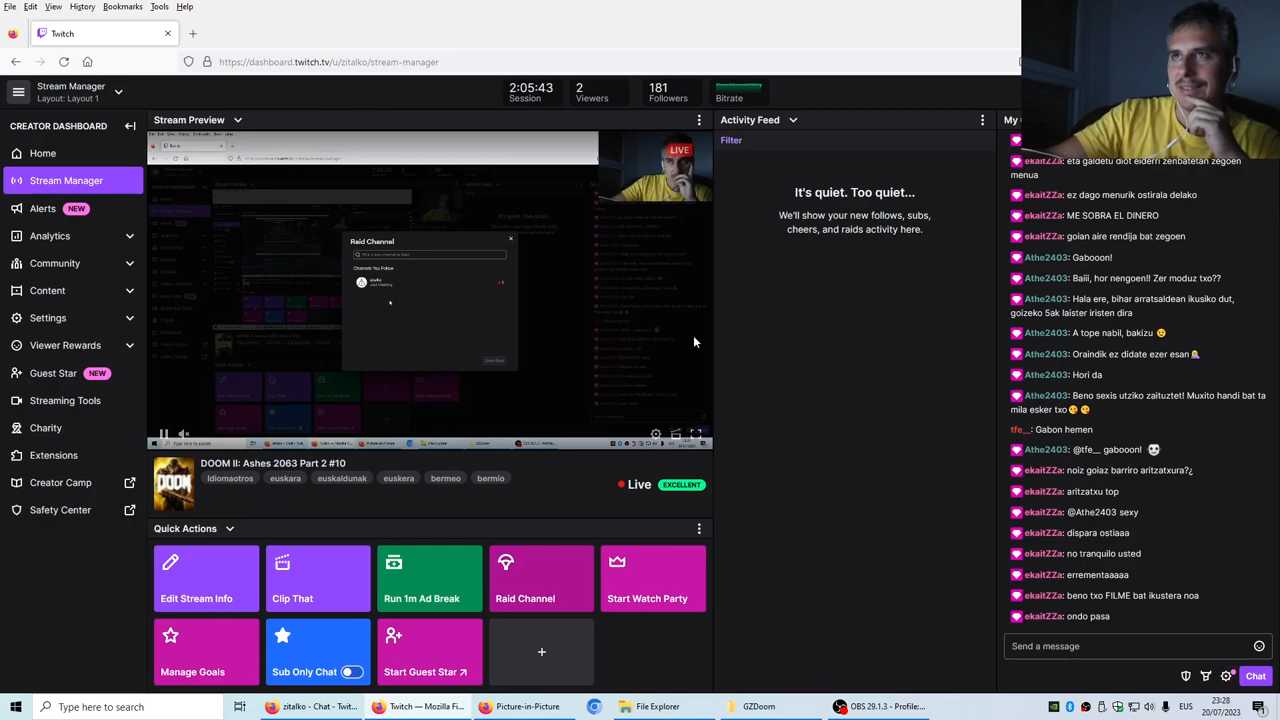 File Edit View History Bookmarks Tools Help
Twitch
https://dashboard.twitch.tv/u/zitalko/stream-manager
Stream Manager
Layout: Layout 1
2:05:43
Session
2
Viewers
181
Followers
Bitrate
CREATOR DASHBOARD
Home
Stream Manager
Alerts NEW
Analytics
Community
Content
Settings
Viewer Rewards
Guest Star NEW
Streaming Tools
Charity
Extensions
Creator Camp
Safety Center
Stream Preview
LIVE
Raid Channel
Channels You Follow
Start Raid
DOOM II: Ashes 2063 Part 2 #10
Idiomaotros euskara euskaldunak euskera bermeo bermio
Live EXCELLENT
Quick Actions
Edit Stream Info
Clip That
Run 1m Ad Break
Raid Channel
Start Watch Party
Manage Goals
Sub Only Chat
Start Guest Star
Activity Feed
Filter
It's quiet. Too quiet...
We'll show your new follows, subs,
cheers, and raids activity here.
My
ekaitZZa: eta galdetu diot eiderri zenbatetan zegoen
menua
ekaitZZa: ez dago menurik ostirala delako
ekaitZZa: ME SOBRA EL DINERO
ekaitZZa: goian aire rendija bat zegoen
Athe2403: Gabooon!
Athe2403: Baiii, hor nengoen!! Zer moduz txo??
Athe2403: Hala ere, bihar arratsaldean ikusiko dut,
goizeko 5ak laister iristen dira
Athe2403: A tope nabil, bakizu
Athe2403: Oraindik ez didate ezer esan
Athe2403: Hori da
Athe2403: Beno sexis utziko zaituztet! Muxito handi bat ta
mila esker txo
tfe__: Gabon hemen
Athe2403: @tfe__ gabooon!
ekaitZZa: noiz goiaz barriro aritzatxura?¿
ekaitZZa: aritzatxu top
ekaitZZa: @Athe2403 sexy
ekaitZZa: dispara ostiaaa
ekaitZZa: no tranquilo usted
ekaitZZa: errementaaaaa
ekaitZZa: beno txo FILME bat ikustera noa
ekaitZZa: ondo pasa
Send a message
Chat
Type here to search
zitalko - Chat - Twit...
Twitch — Mozilla Fi...
Picture-in-Picture
File Explorer
GZDoom
OBS 29.1.3 - Profile:...
EUS
23:28
20/07/2023